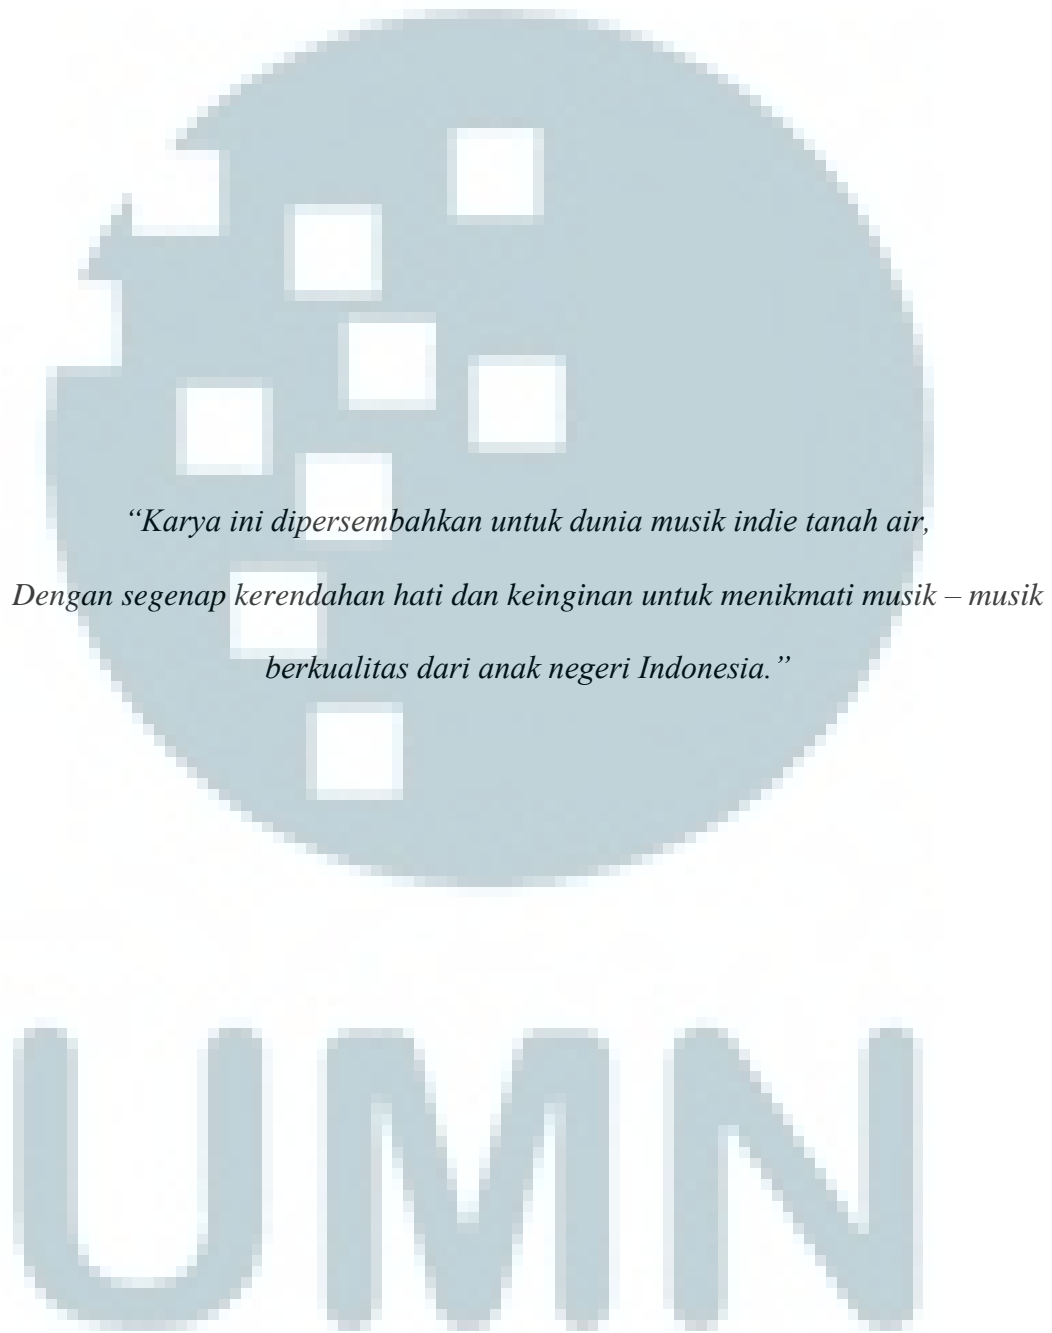 “Karya ini dipersembahkan untuk dunia musik indie tanah air,
Dengan segenap kerendahan hati dan keinginan untuk menikmati musik – musik
berkualitas dari anak negeri Indonesia.”
UMN